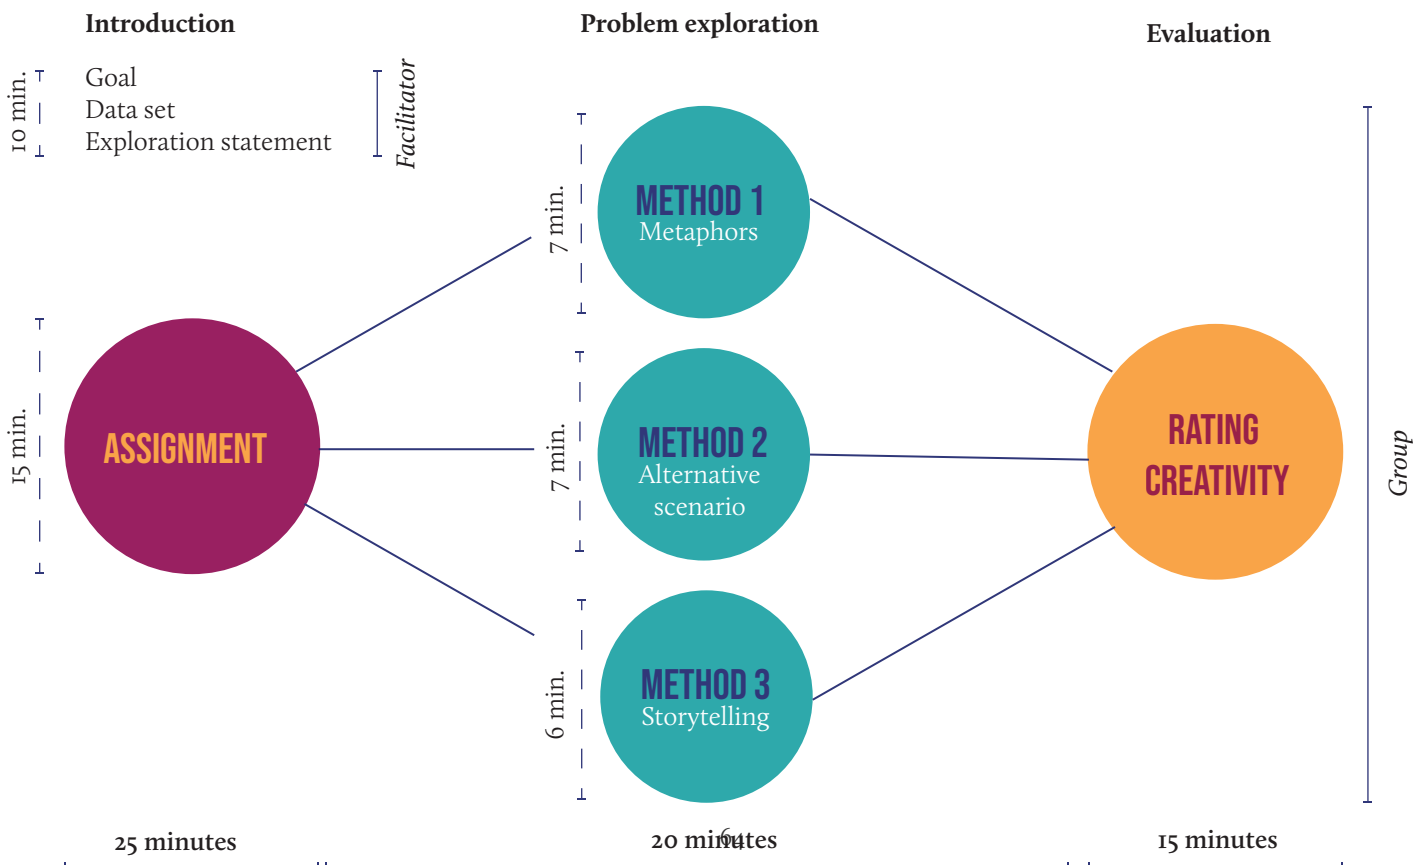 Introduction
10 min.
Goal
Data set
Exploration statement
Facilitator
15 min.
ASSIGNMENT
25 minutes
Problem exploration
7 min.
METHOD 1
Metaphors
7 min.
METHOD 2
Alternative
scenario
6 min.
METHOD 3
Storytelling
20 minutes
64
Evaluation
RATING
CREATIVITY
Group
15 minutes